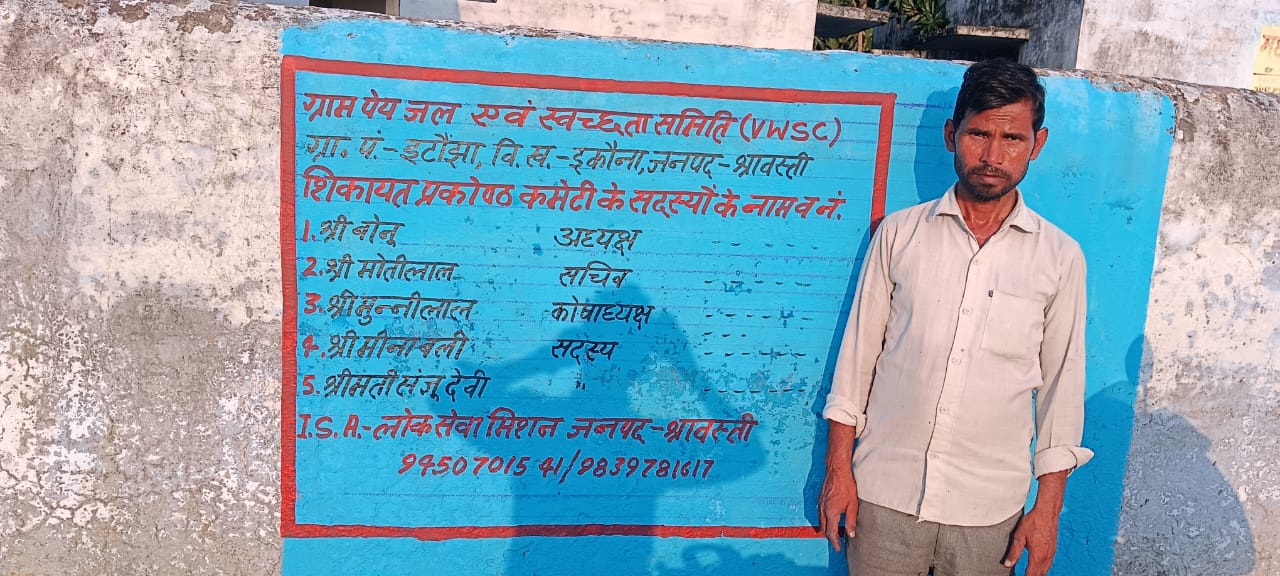 ग्राम पेय जल एवं स्वच्छता समिति (VWSC)
ग्रा. पं.-इटौंझा, वि.ख.-इकौना, जनपद-श्रावस्ती
शिकायत प्रकोष्ठ कमेटी के सदस्यों के नाम व नं.
1. श्री बोनू अध्यक्ष
2. श्री मोतीलाल सचिव
3. श्री मुन्नीलाल कोषाध्यक्ष
4. श्री मीना वली सदस्य
5. श्रीमती संजू देवी "
I.S.A.-लोक सेवा मिशन जनपद-श्रावस्ती
9450701541/9839781617